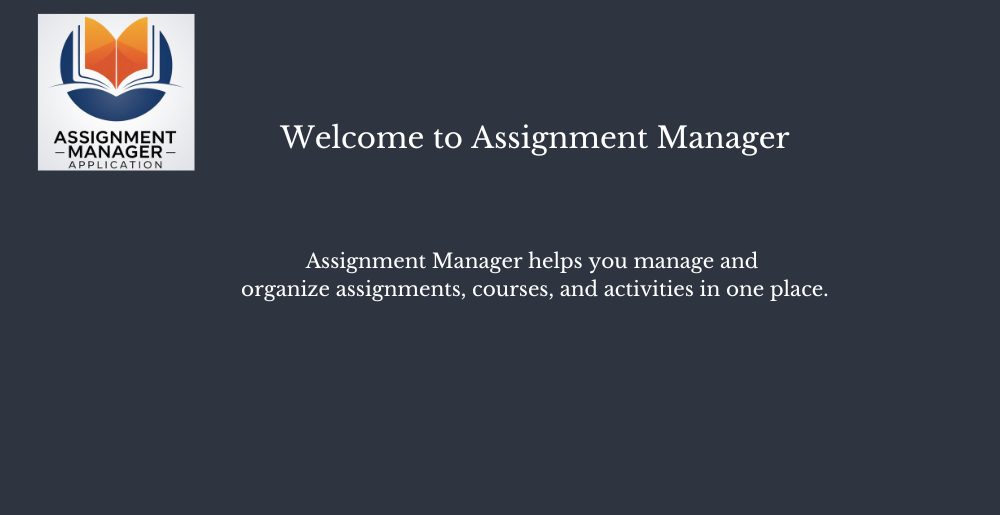 ASSIGNMENT
–MANAGER–
APPLICATION
Welcome to Assignment Manager
Assignment Manager helps you manage and
organize assignments, courses, and activities in one place.